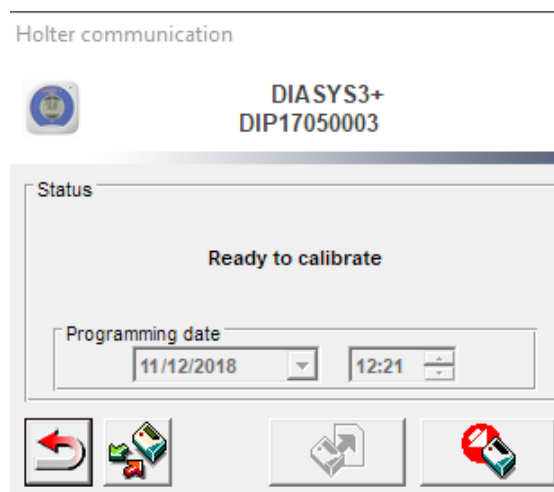 Holter communication
DIASYS3+
DIP17050003
Status
Ready to calibrate
Programming date
11/12/2018 12:21